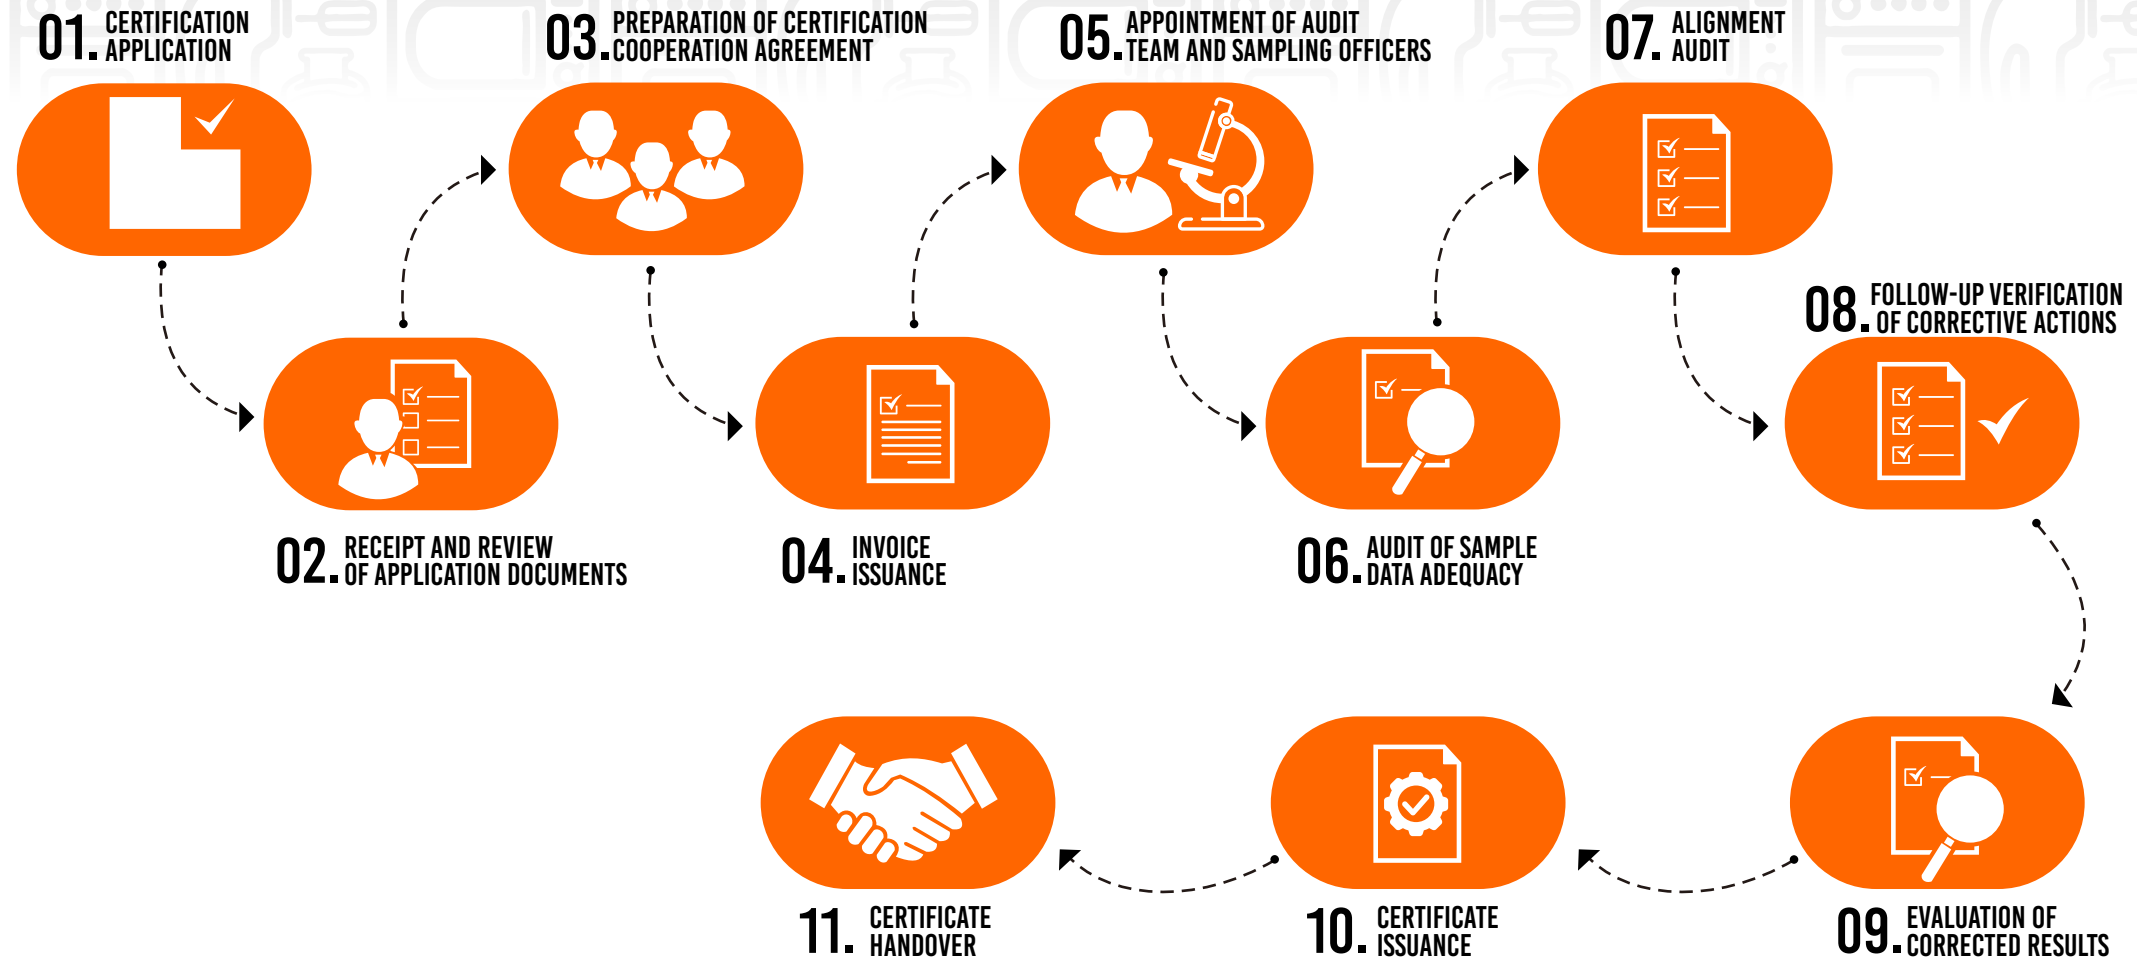 01. CERTIFICATION
APPLICATION
03. PREPARATION OF CERTIFICATION
COOPERATION AGREEMENT
05. APPOINTMENT OF AUDIT
TEAM AND SAMPLING OFFICERS
07. ALIGNMENT
AUDIT
08. FOLLOW-UP VERIFICATION
OF CORRECTIVE ACTIONS
02. RECEIPT AND REVIEW
OF APPLICATION DOCUMENTS
04. INVOICE
ISSUANCE
06. AUDIT OF SAMPLE
DATA ADEQUACY
11. CERTIFICATE
HANDOVER
10. CERTIFICATE
ISSUANCE
09. EVALUATION OF
CORRECTED RESULTS